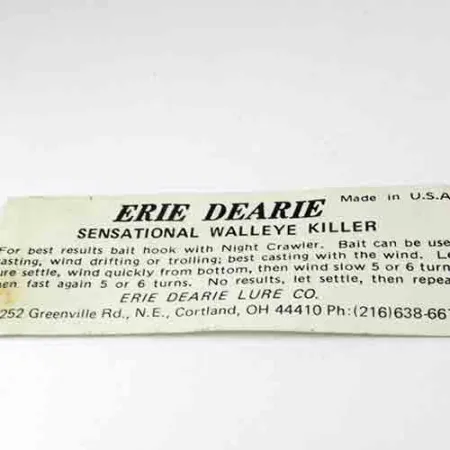 ERIE DEARIE Made in U.S.A
SENSATIONAL WALLEYE KILLER
For best results bait hook with Night Crawler. Bait can be use
casting, wind drifting or trolling; best casting with the wind. Le
ure settle, wind quickly from bottom, then wind slow 5 or 6 turn
hen fast again 5 or 6 turns. No results, let settle, then repea
ERIE DEARIE LURE CO.
252 Greenville Rd., N.E., Cortland, OH 44410 Ph:(216)638-661